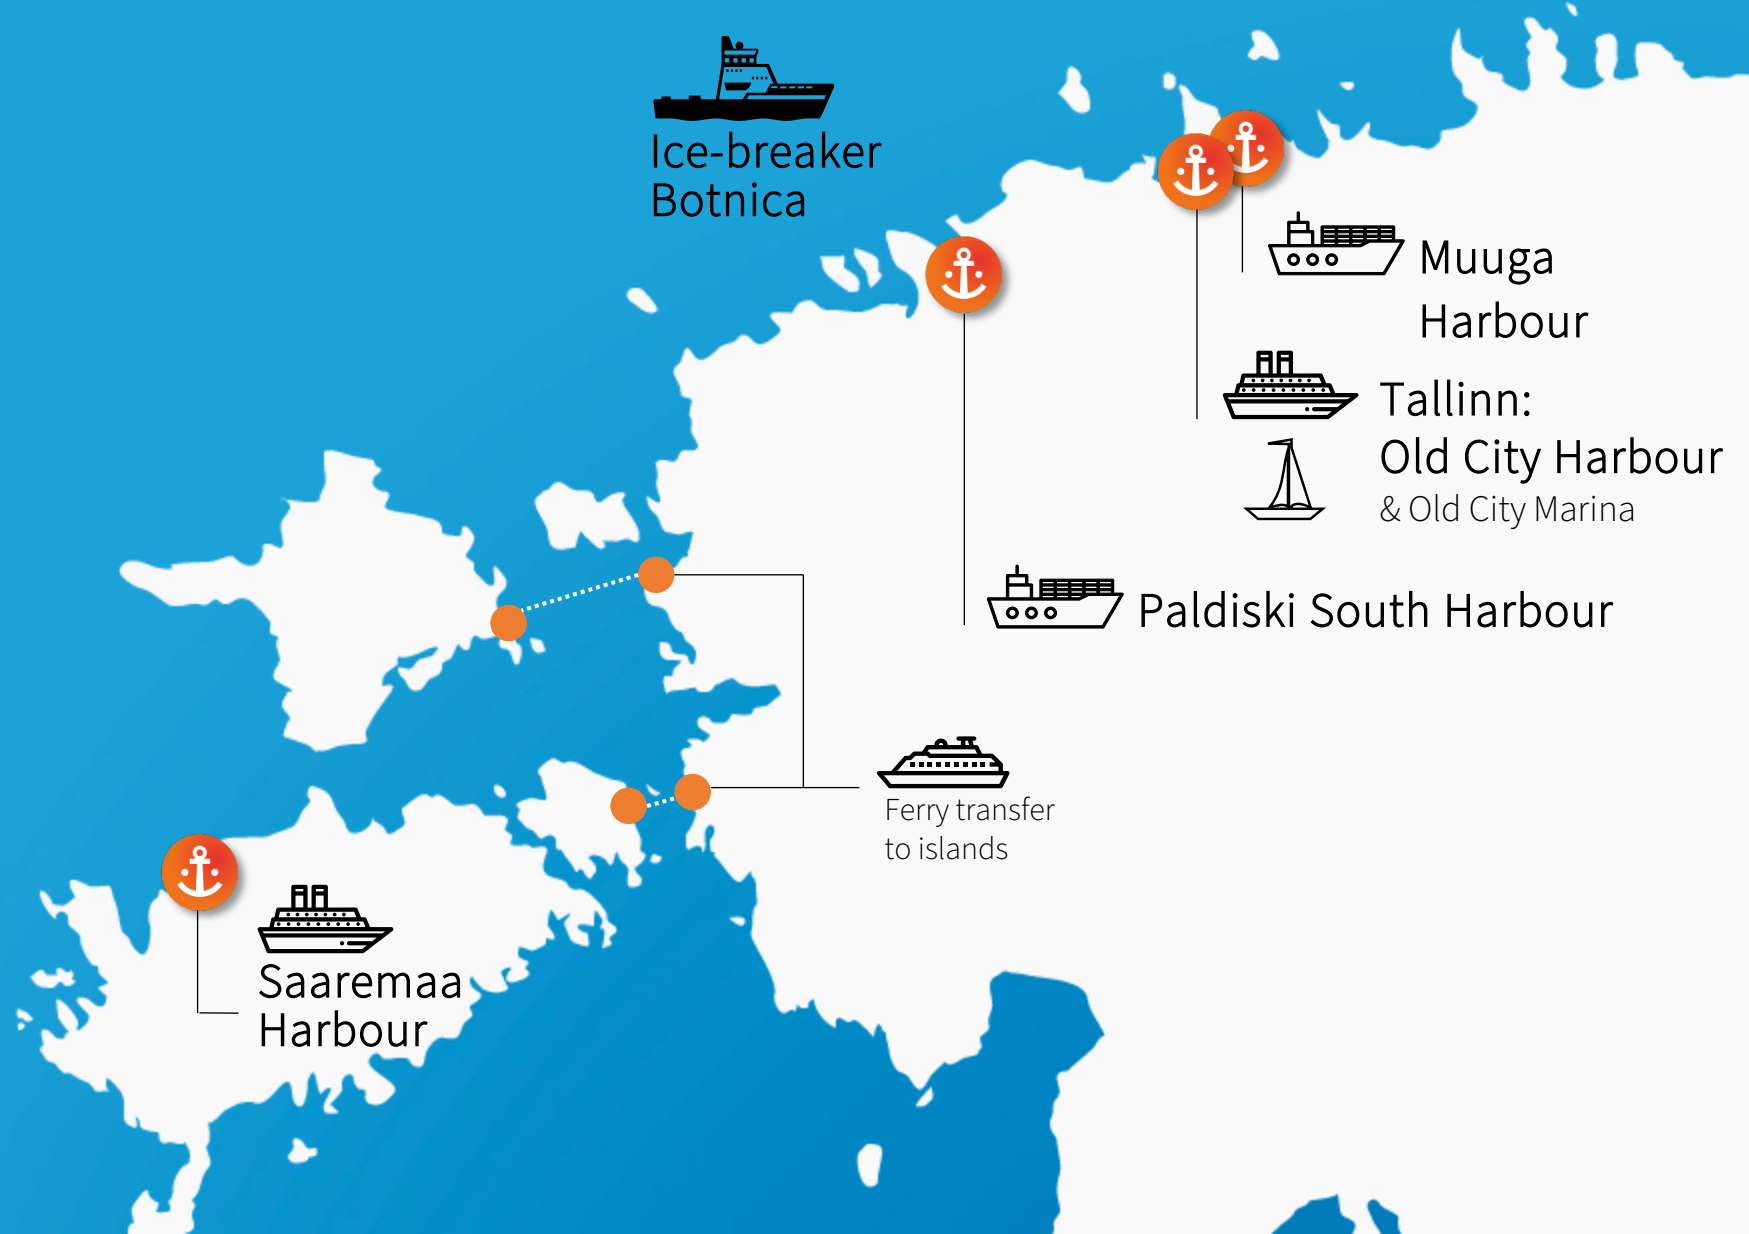 Ice-breaker
Botnica
Muuga
Harbour
Tallinn:
Old City Harbour
& Old City Marina
Paldiski South Harbour
Ferry transfer
to islands
Saaremaa
Harbour